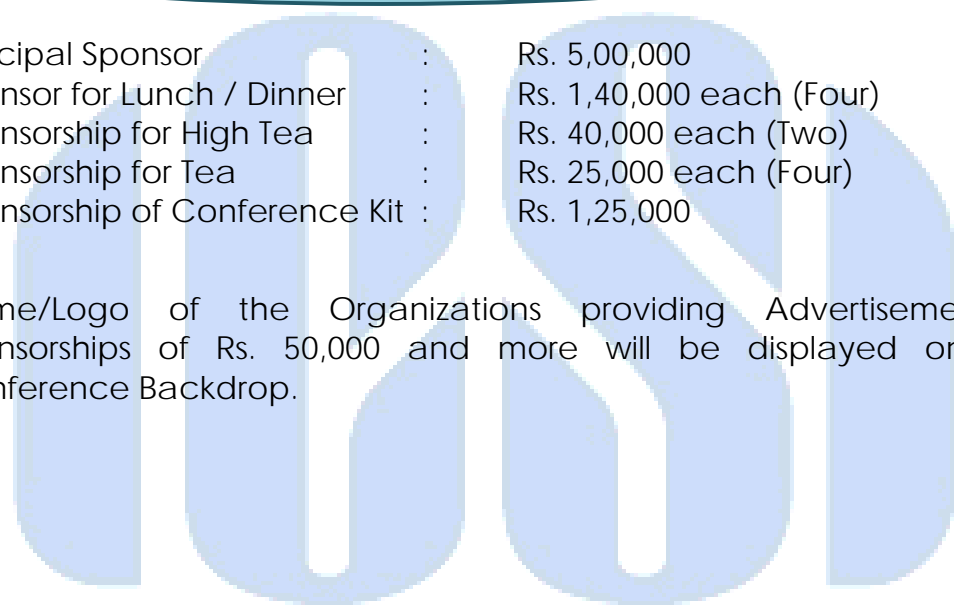 cipal Sponsor : Rs. 5,00,000
nsor for Lunch / Dinner : Rs. 1,40,000 each (Four)
nsorship for High Tea : Rs. 40,000 each (Two)
nsorship for Tea : Rs. 25,000 each (Four)
nsorship of Conference Kit : Rs. 1,25,000
me/Logo of the Organizations providing Advertiseme
nsorships of Rs. 50,000 and more will be displayed or
nference Backdrop.